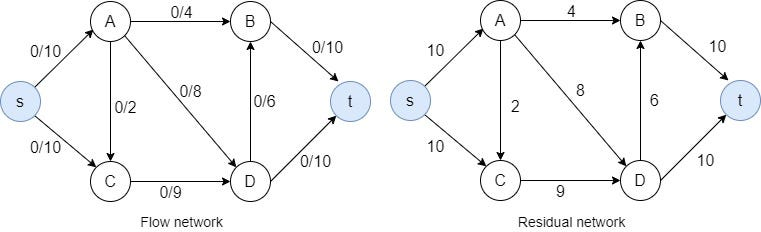 A 0/4 B
0/10 0/10
s 0/2 0/8 0/6 t
0/10 0/10
C 0/9 D
Flow network
A 4 B
10 10
s 2 8 6 t
10 10
C 9 D
Residual network